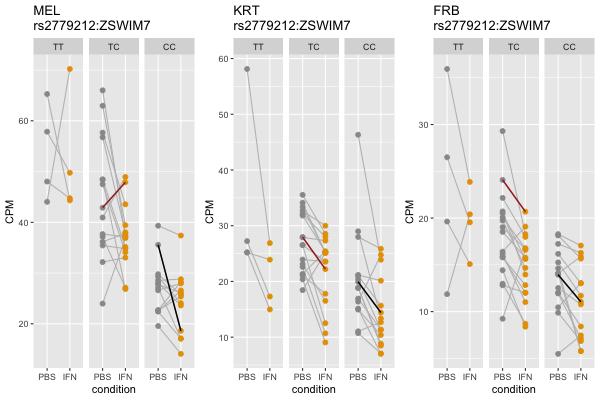 MEL
rs2779212:ZSWIM7
TT TC CC
CPM
60
40
20
PBS IFN PBS IFN PBS IFN
condition
KRT
rs2779212:ZSWIM7
TT TC CC
CPM
60
50
40
30
20
10
PBS IFN PBS IFN PBS IFN
condition
FRB
rs2779212:ZSWIM7
TT TC CC
CPM
30
20
10
PBS IFN PBS IFN PBS IFN
condition